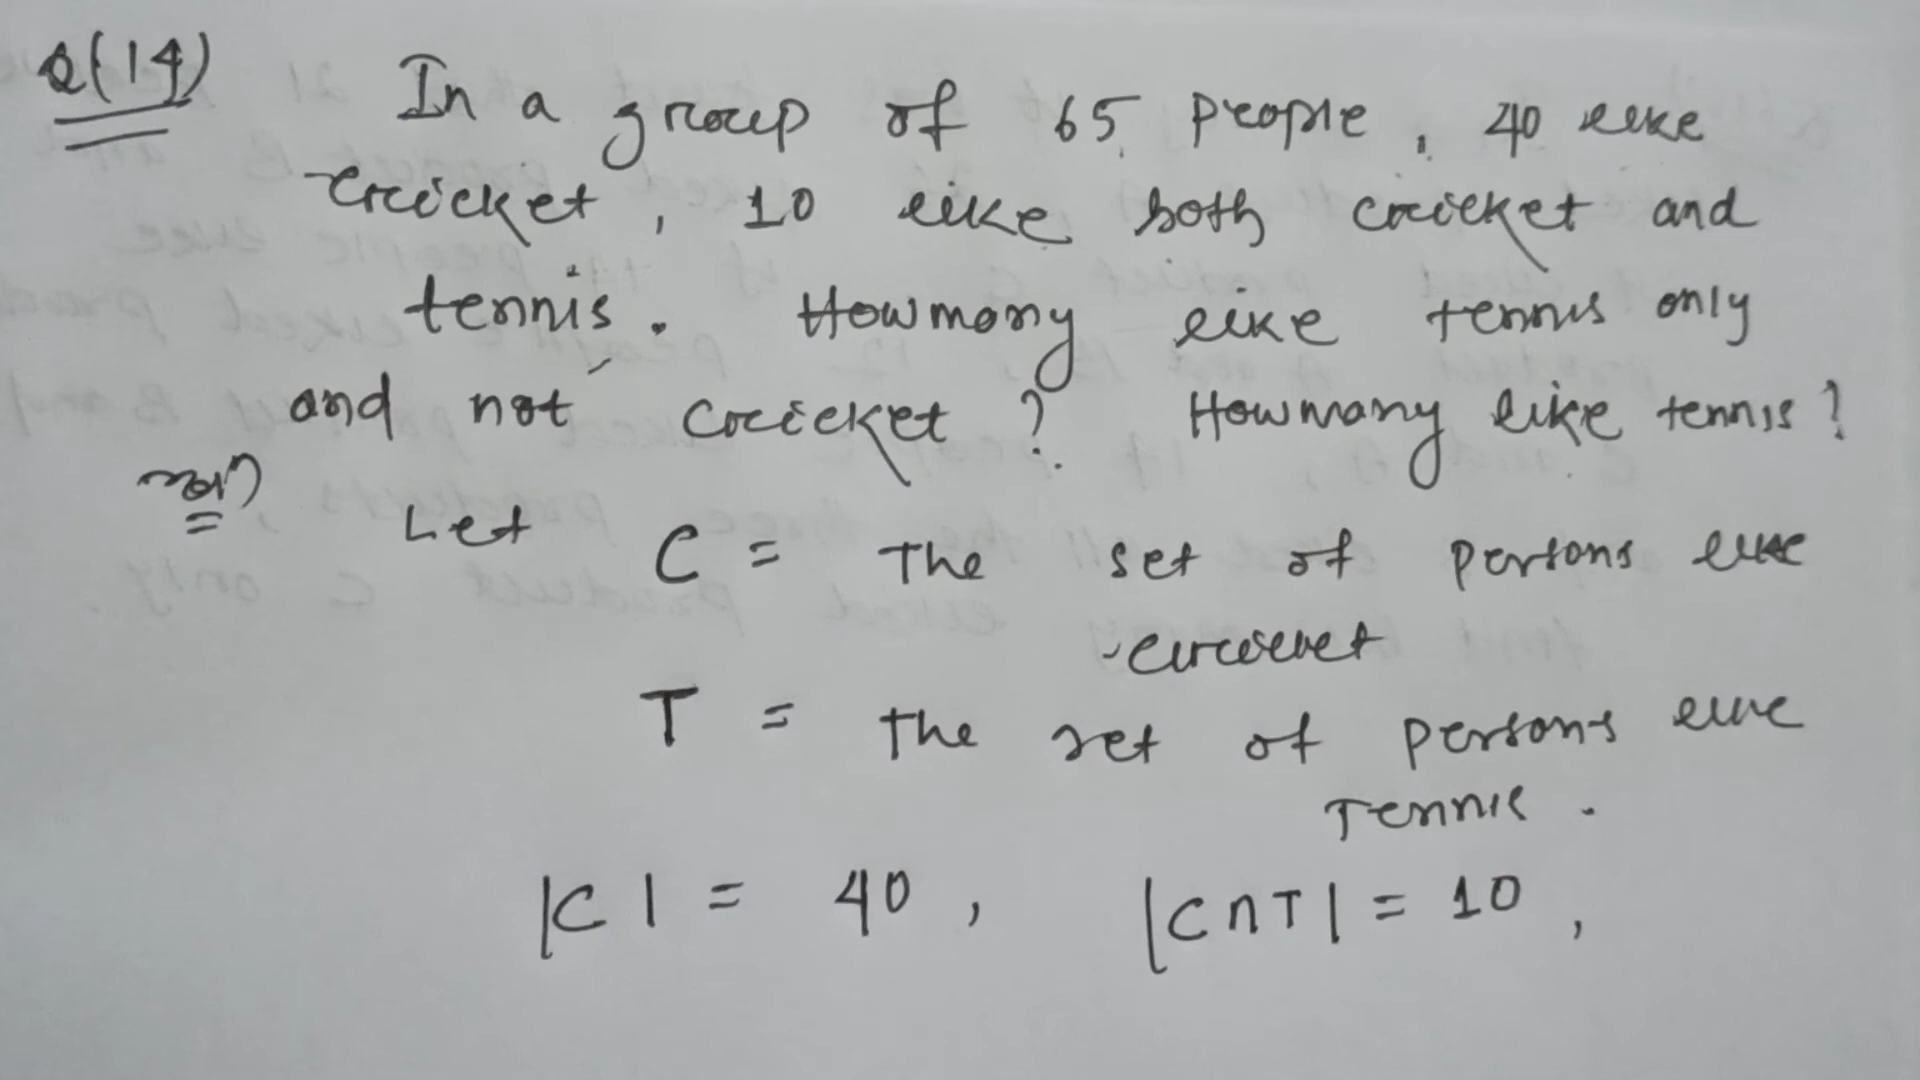 Q(14) In a group of 65 people, 40 like
cricket, 10 like both cricket and
tennis. How many like tennis only
and not cricket? How many like tennis?
Let C = The set of persons like
cricket
T = The set of persons like
Tennis.
|C| = 40, |C∩T| = 10,